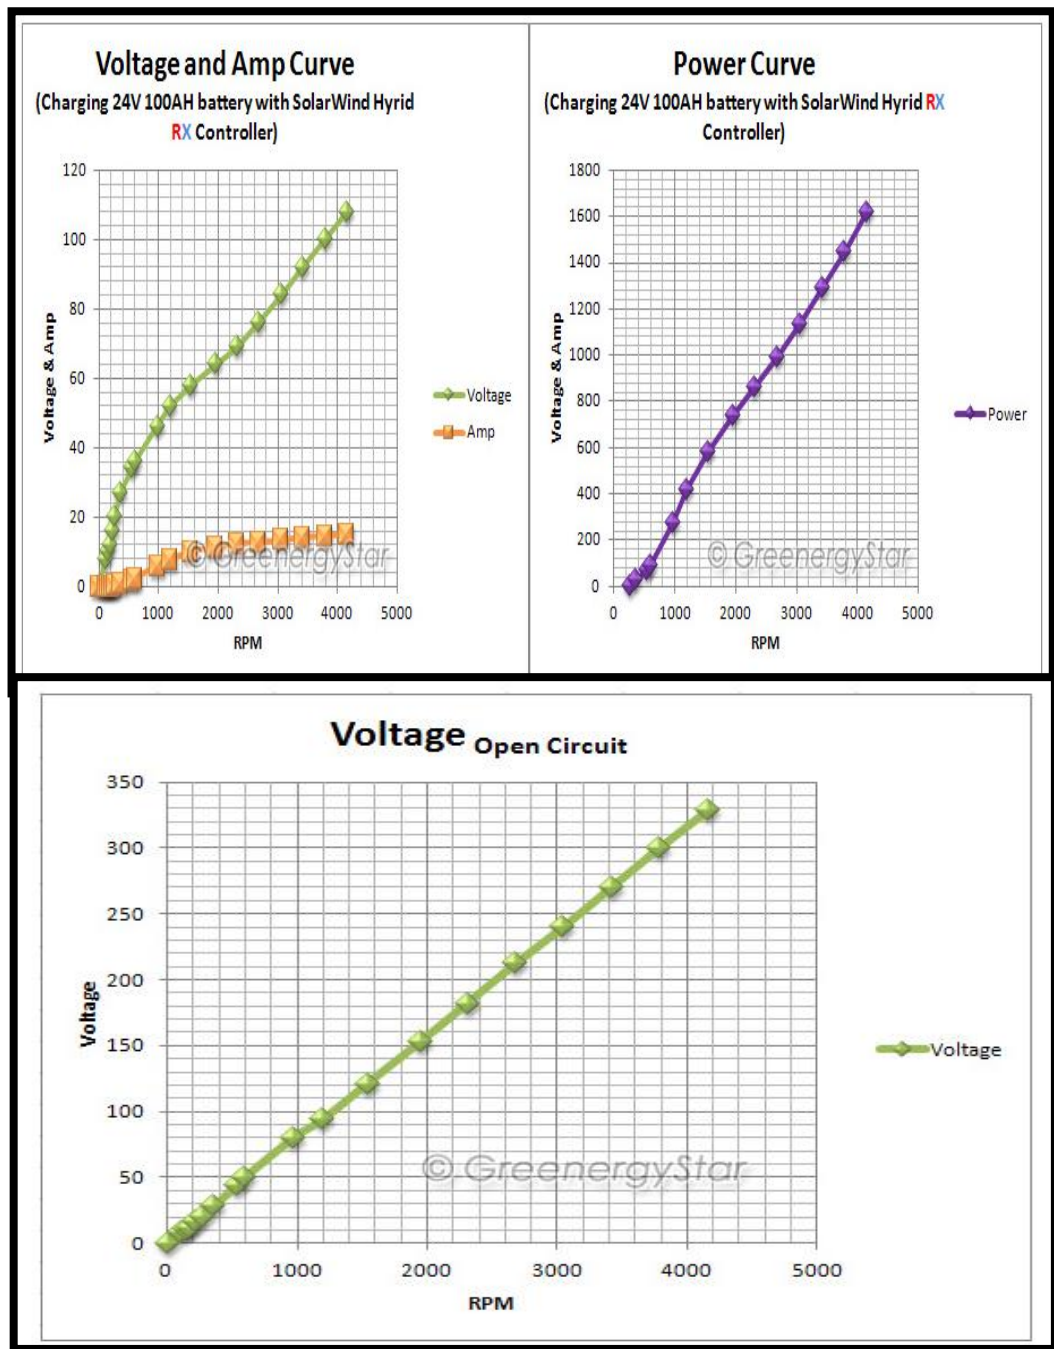 Voltage and Amp Curve
(Charging 24V 100AH battery with SolarWind Hyrid
RX Controller)
120
100
80
60
40
20
0
Voltage & Amp
0 1000 2000 3000 4000 5000
RPM
Voltage
Amp
© GreenergyStar
Power Curve
(Charging 24V 100AH battery with SolarWind Hyrid RX
Controller)
1800
1600
1400
1200
1000
800
600
400
200
0
Voltage & Amp
0 1000 2000 3000 4000 5000
RPM
Power
© GreenergyStar
Voltage Open Circuit
350
300
250
200
150
100
50
0
Voltage
0 1000 2000 3000 4000 5000
RPM
Voltage
© GreenergyStar